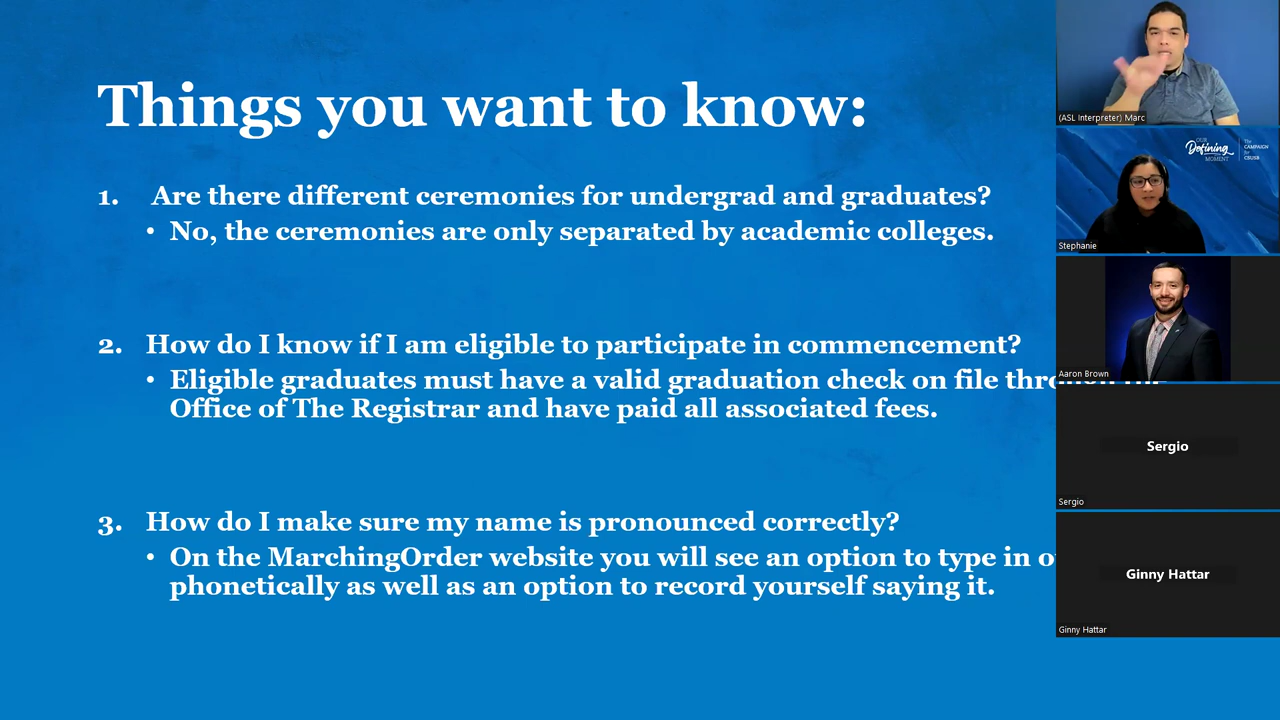 Things you want to know:
1. Are there different ceremonies for undergrad and graduates?
• No, the ceremonies are only separated by academic colleges.
2. How do I know if I am eligible to participate in commencement?
• Eligible graduates must have a valid graduation check on file through the
Office of The Registrar and have paid all associated fees.
3. How do I make sure my name is pronounced correctly?
• On the MarchingOrder website you will see an option to type in
phonetically as well as an option to record yourself saying it.
(ASL Interpreter) Marc
OUR
Defining
MOMENT
The
CAMPAIGN
for
CSUSB
Stephanie
Aaron Brown
Sergio
Sergio
Ginny Hattar
Ginny Hattar